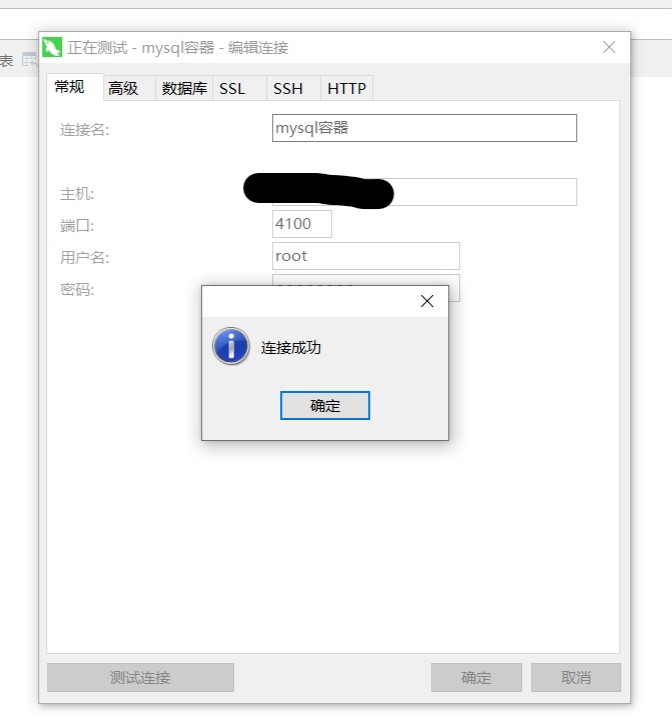 表
正在测试 - mysql容器 - 编辑连接
常规 高级 数据库 SSL SSH HTTP
连接名: mysql容器
主机:
端口: 4100
用户名: root
密码:
连接成功
确定
测试连接 确定 取消